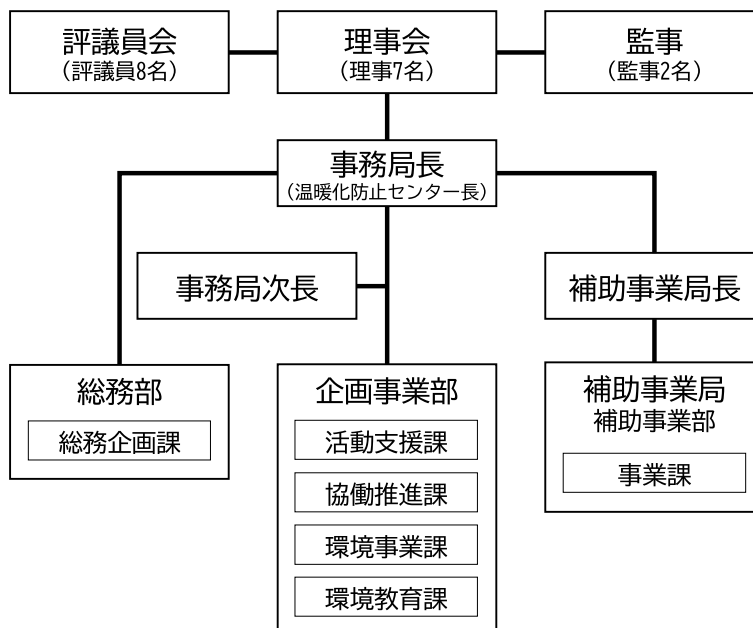 評議員会
（評議員8名）
理事会
（理事7名）
監事
（監事2名）
事務局長
（温暖化防止センター長）
事務局次長
補助事業局長
総務部
総務企画課
企画事業部
活動支援課
協働推進課
環境事業課
環境教育課
補助事業局
補助事業部
事業課